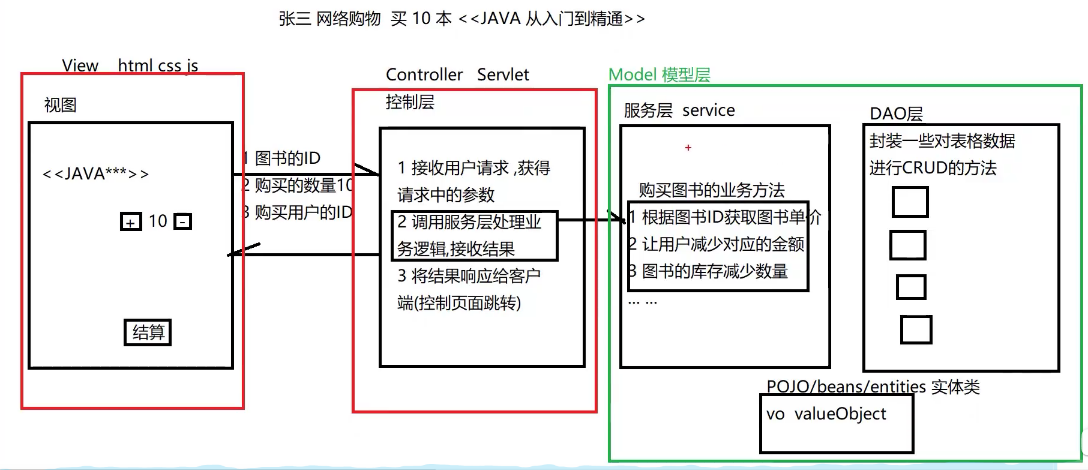 张三 网络购物 买 10 本 <<JAVA 从入门到精通>>
View html css js
视图
<<JAVA***>>
+ 10 -
结算
1 图书的ID
2 购买的数量10
3 购买用户的ID
Controller Servlet
控制层
1 接收用户请求 ,获得
请求中的参数
2 调用服务层处理业
务逻辑,接收结果
3 将结果响应给客户
端(控制页面跳转)
Model 模型层
服务层 service
购买图书的业务方法
1 根据图书ID获取图书单价
2 让用户减少对应的金额
3 图书的库存减少数量
... ...
DAO层
封装一些对表格数据
进行CRUD的方法
POJO/beans/entities 实体类
vo valueObject